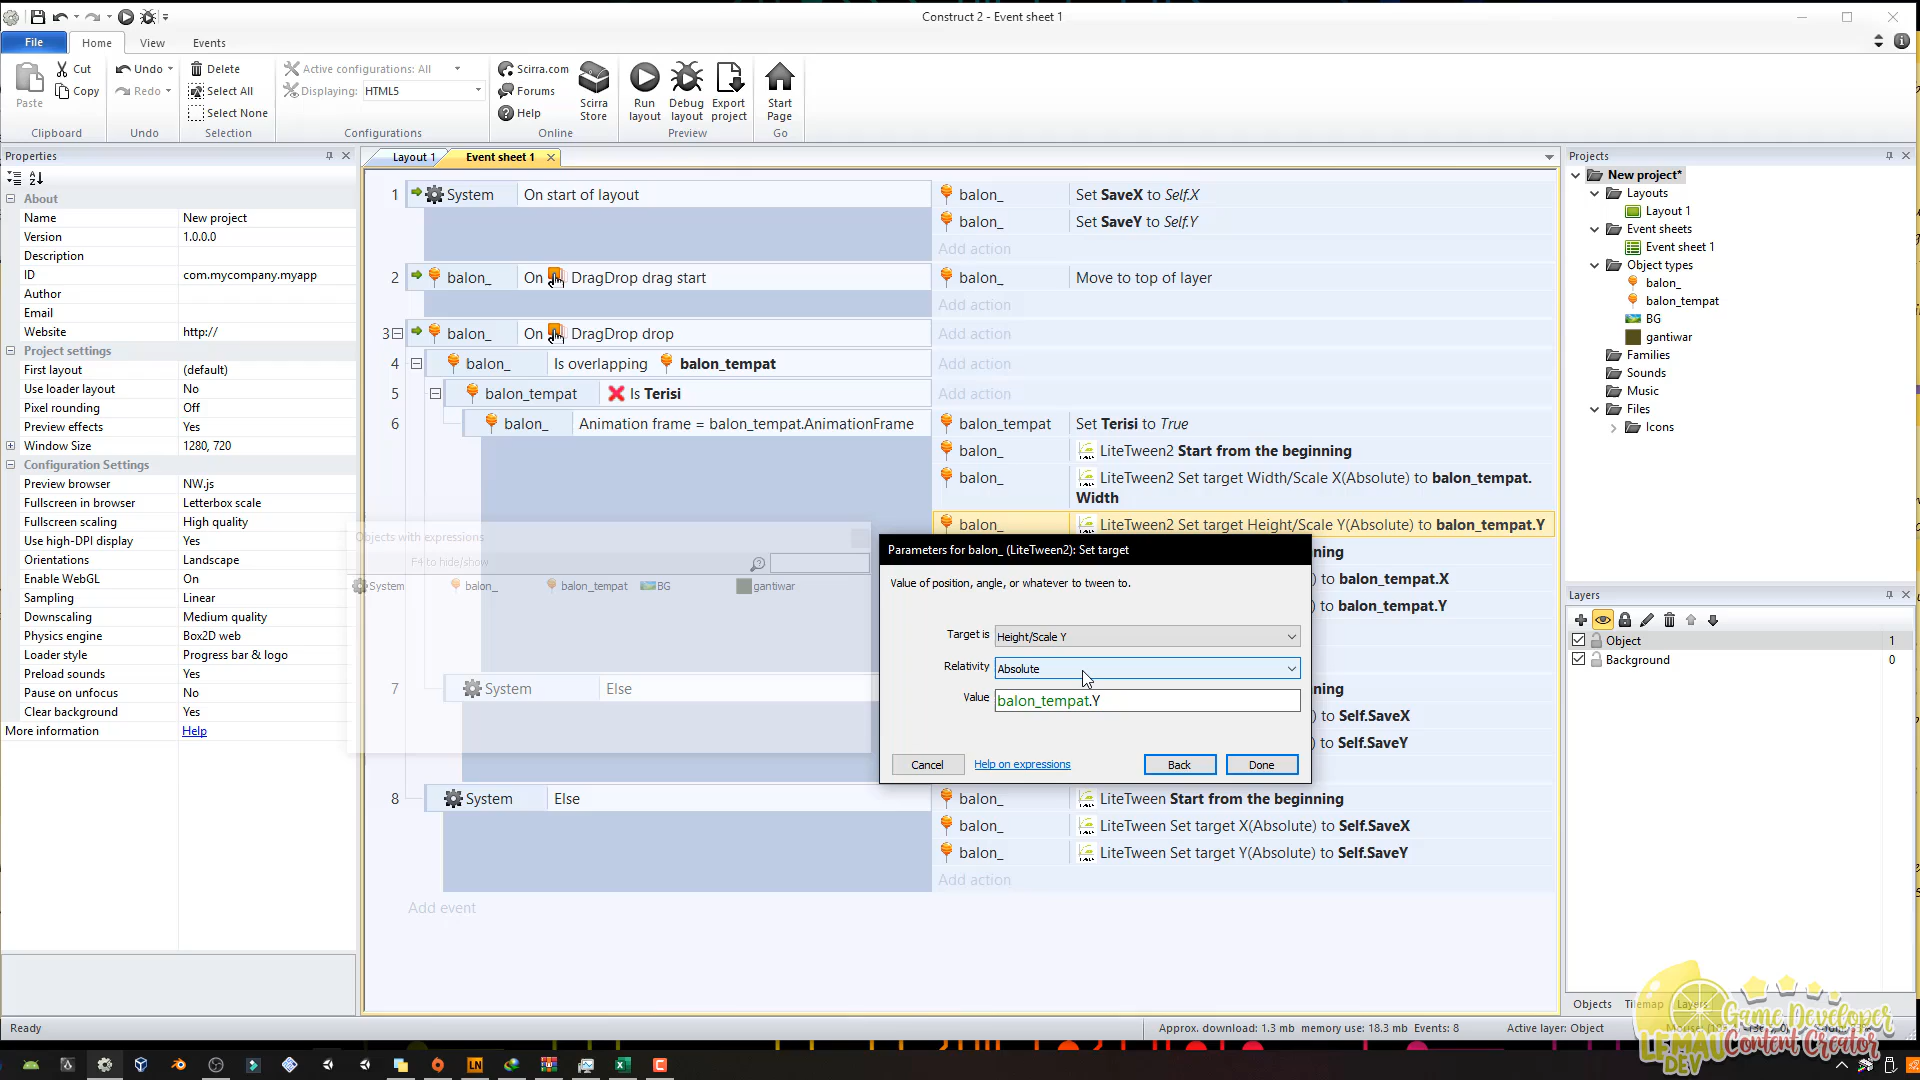 Construct 2 - Event sheet 1
File
Home
View
Events
Paste
Cut
Copy
Clipboard
Undo
Redo
Undo
Delete
Select All
Select None
Selection
Active configurations: All
Displaying: HTML5
Configurations
Scirra.com
Forums
Help
Scirra Store
Online
Run layout
Debug layout
Export project
Preview
Start Page
Go
Properties
About
Name New project
Version 1.0.0.0
Description
ID com.mycompany.myapp
Author
Email
Website http://
Project settings
First layout (default)
Use loader layout No
Pixel rounding Off
Preview effects Yes
Window Size 1280, 720
Configuration Settings
Preview browser NW.js
Fullscreen in browser Letterbox scale
Fullscreen scaling High quality
Use high-DPI display Yes
Orientations Landscape
Enable WebGL On
Sampling Linear
Downscaling Medium quality
Physics engine Box2D web
Loader style Progress bar & logo
Preload sounds Yes
Pause on unfocus No
Clear background Yes
More information Help
Layout 1
Event sheet 1
1 System On start of layout
balon_ Set SaveX to Self.X
balon_ Set SaveY to Self.Y
Add action
2 balon_ On DragDrop drag start
balon_ Move to top of layer
Add action
3 balon_ On DragDrop drop
Add action
4 balon_ Is overlapping balon_tempat
Add action
5 balon_tempat Is Terisi
Add action
6 balon_ Animation frame = balon_tempat.AnimationFrame
balon_tempat Set Terisi to True
balon_ LiteTween2 Start from the beginning
balon_ LiteTween2 Set target Width/Scale X(Absolute) to balon_tempat.
Width
balon_ LiteTween2 Set target Height/Scale Y(Absolute) to balon_tempat.Y
ning
) to balon_tempat.X
) to balon_tempat.Y
Objects with expressions
F4 to hide/show
System
balon_
balon_tempat
BG
gantiwar
Parameters for balon_ (LiteTween2): Set target
Value of position, angle, or whatever to tween to.
Target is Height/Scale Y
Relativity Absolute
Value balon_tempat.Y
Cancel
Help on expressions
Back
Done
7 System Else
ning
) to Self.SaveX
) to Self.SaveY
8 System Else
balon_ LiteTween Start from the beginning
balon_ LiteTween Set target X(Absolute) to Self.SaveX
balon_ LiteTween Set target Y(Absolute) to Self.SaveY
Add action
Add event
Projects
New project*
Layouts
Layout 1
Event sheets
Event sheet 1
Object types
balon_
balon_tempat
BG
gantiwar
Families
Sounds
Music
Files
Icons
Layers
Object 1
Background 0
Objects
Tilemap
Layers
Ready
Approx. download: 1.3 mb memory use: 18.3 mb Events: 8
Active layer: Object
Game Developer
Content Creator
LEMAU
DEV